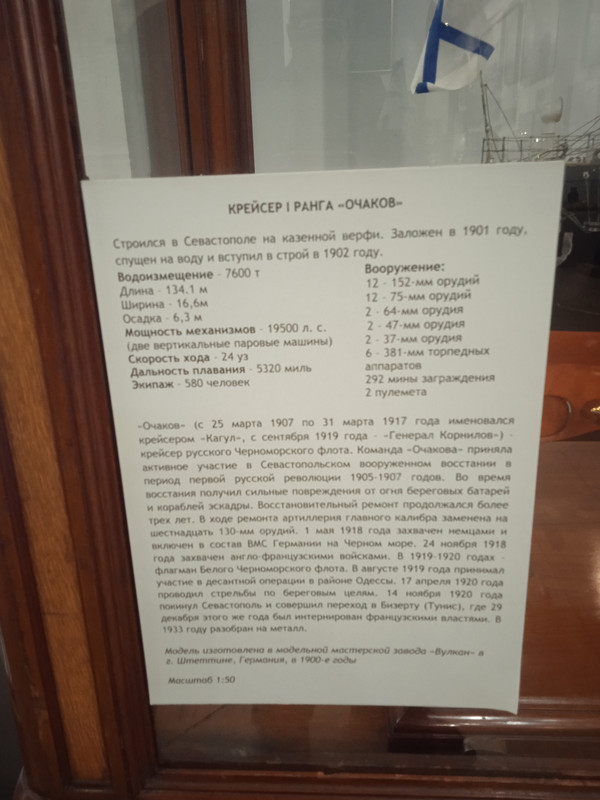 КРЕЙСЕР I РАНГА «ОЧАКОВ»
Строился в Севастополе на казенной верфи. Заложен в 1901 году,
спущен на воду и вступил в строй в 1902 году.
Водоизмещение - 7600 т
Длина - 134.1 м
Ширина - 16,6м
Осадка - 6,3 м
Мощность механизмов - 19500 л. с.
(две вертикальные паровые машины)
Скорость хода - 24 уз
Дальность плавания - 5320 миль
Экипаж - 580 человек
Вооружение:
12 - 152-мм орудий
12 - 75-мм орудий
2 - 64-мм орудия
2 - 47-мм орудия
2 - 37-мм орудия
6 - 381-мм торпедных
аппаратов
292 мины заграждения
2 пулемета
«Очаков» (с 25 марта 1907 по 31 марта 1917 года именовался
крейсером «Кагул», с сентября 1919 года - «Генерал Корнилов») -
крейсер русского Черноморского флота. Команда «Очакова» приняла
активное участие в Севастопольском вооруженном восстании в
период первой русской революции 1905-1907 годов. Во время
восстания получил сильные повреждения от огня береговых батарей
и кораблей эскадры. Восстановительный ремонт продолжался более
трех лет. В ходе ремонта артиллерия главного калибра заменена на
шестнадцать 130-мм орудий. 1 мая 1918 года захвачен немцами и
включен в состав ВМС Германии на Черном море. 24 ноября 1918
года захвачен англо-французскими войсками. В 1919-1920 годах -
флагман Белого Черноморского флота. В августе 1919 года принимал
участие в десантной операции в районе Одессы. 17 апреля 1920 года
проводил стрельбы по береговым целям. 14 ноября 1920 года
покинул Севастополь и совершил переход в Бизерту (Тунис), где 29
декабря этого же года был интернирован французскими властями. В
1933 году разобран на металл.
Модель изготовлена в модельной мастерской завода «Вулкан» в
г. Штеттине, Германия, в 1900-е годы
Масштаб 1:50